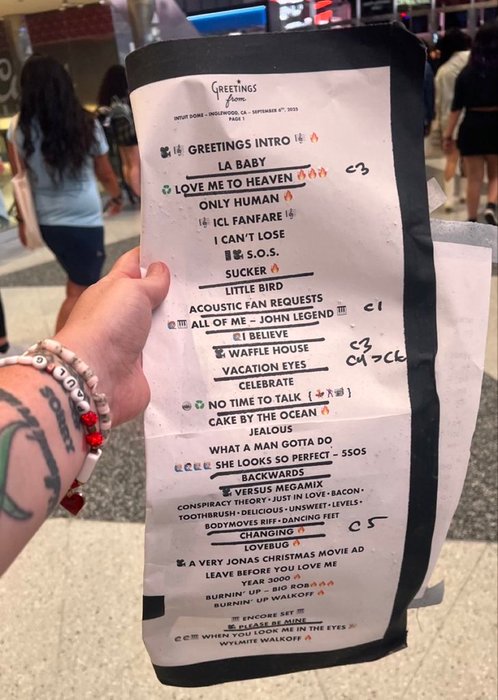 GREETINGS
from
INTUIT DOME - INGLEWOOD, CA - SEPTEMBER 6TH, 2025
PAGE 1
🎥 🎼 GREETINGS INTRO 🎼 🔥
LA BABY
♻️ LOVE ME TO HEAVEN 🔥🔥🔥 C3
ONLY HUMAN 🔥
🎼 ICL FANFARE 🎼
I CAN'T LOSE
S.O.S.
SUCKER 🔥
LITTLE BIRD
ACOUSTIC FAN REQUESTS
ALL OF ME – JOHN LEGEND 🎹 C1
I BELIEVE
🎥 WAFFLE HOUSE C3
VACATION EYES C4>C6
CELEBRATE
♻️ NO TIME TO TALK { }
CAKE BY THE OCEAN 🔥
JEALOUS
WHAT A MAN GOTTA DO
SHE LOOKS SO PERFECT – 5SOS
BACKWARDS
🎥 VERSUS MEGAMIX
CONSPIRACY THEORY • JUST IN LOVE • BACON •
TOOTHBRUSH • DELICIOUS • UNSWEET • LEVELS •
BODYMOVES RIFF • DANCING FEET
CHANGING 🔥 C5
LOVEBUG 🔥
🎥 A VERY JONAS CHRISTMAS MOVIE AD
LEAVE BEFORE YOU LOVE ME
YEAR 3000 🔥
BURNIN' UP – BIG ROB 🔥🔥🔥
BURNIN' UP WALKOFF 🔥
🎹 ENCORE SET 🎹
🎥 PLEASE BE MINE
WHEN YOU LOOK ME IN THE EYES
WYLMITE WALKOFF 🔥
PAUL